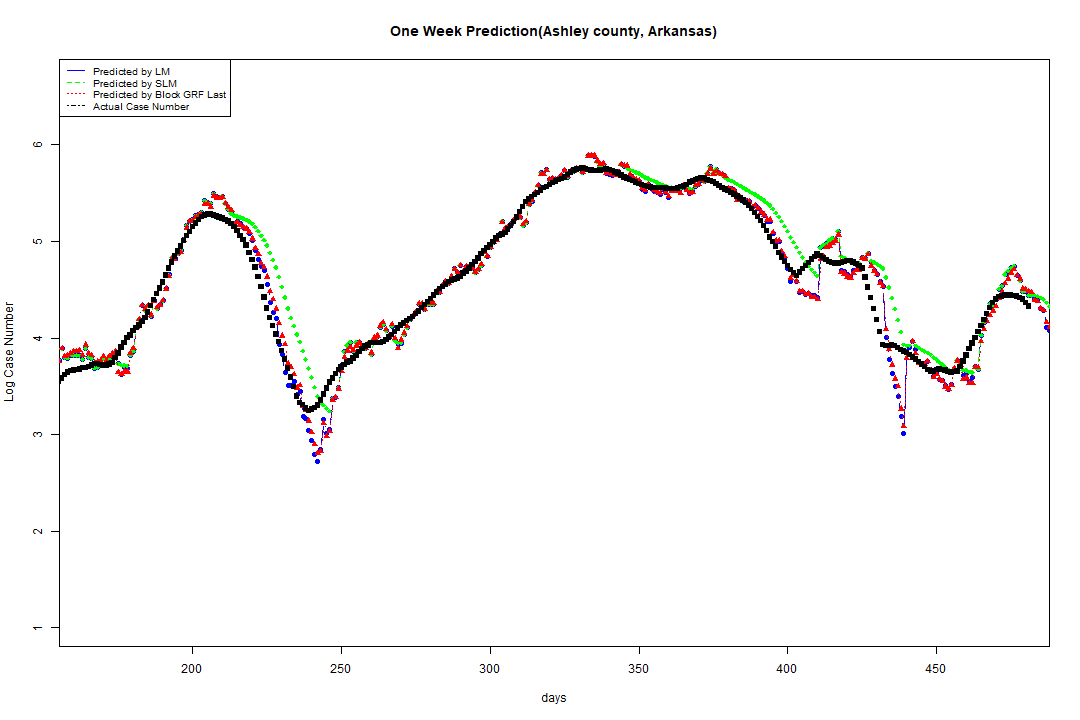 One Week Prediction(Ashley county, Arkansas)
Predicted by LM
Predicted by SLM
Predicted by Block GRF Last
Actual Case Number
6
5
4
3
2
1
Log Case Number
200 250 300 350 400 450
days